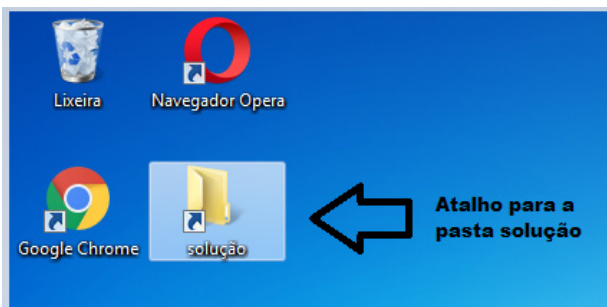 Lixeira
Navegador Opera
Google Chrome
solução
Atalho para a
pasta solução